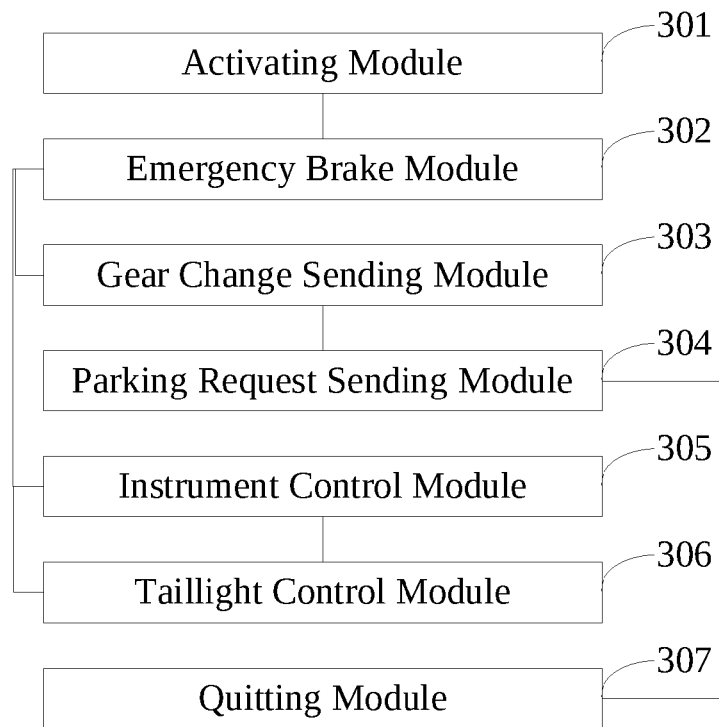 301
Activating Module
302
Emergency Brake Module
303
Gear Change Sending Module
304
Parking Request Sending Module
305
Instrument Control Module
306
Taillight Control Module
307
Quitting Module